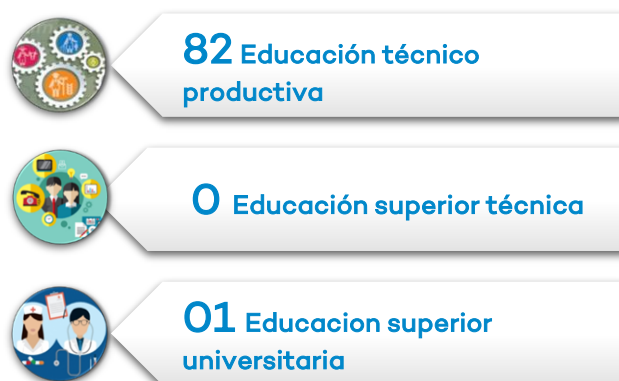 82 Educación técnico
productiva
0 Educación superior técnica
01 Educacion superior
universitaria